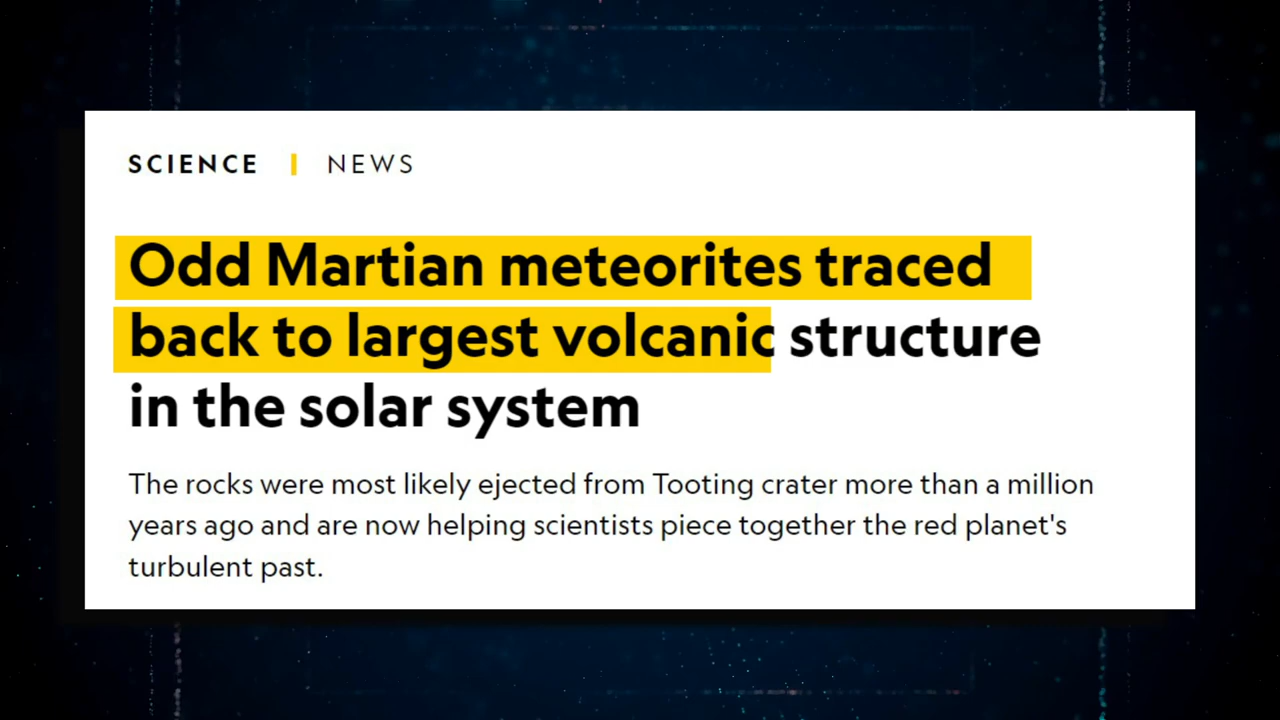 SCIENCE | NEWS
Odd Martian meteorites traced
back to largest volcanic structure
in the solar system
The rocks were most likely ejected from Tooting crater more than a million
years ago and are now helping scientists piece together the red planet's
turbulent past.